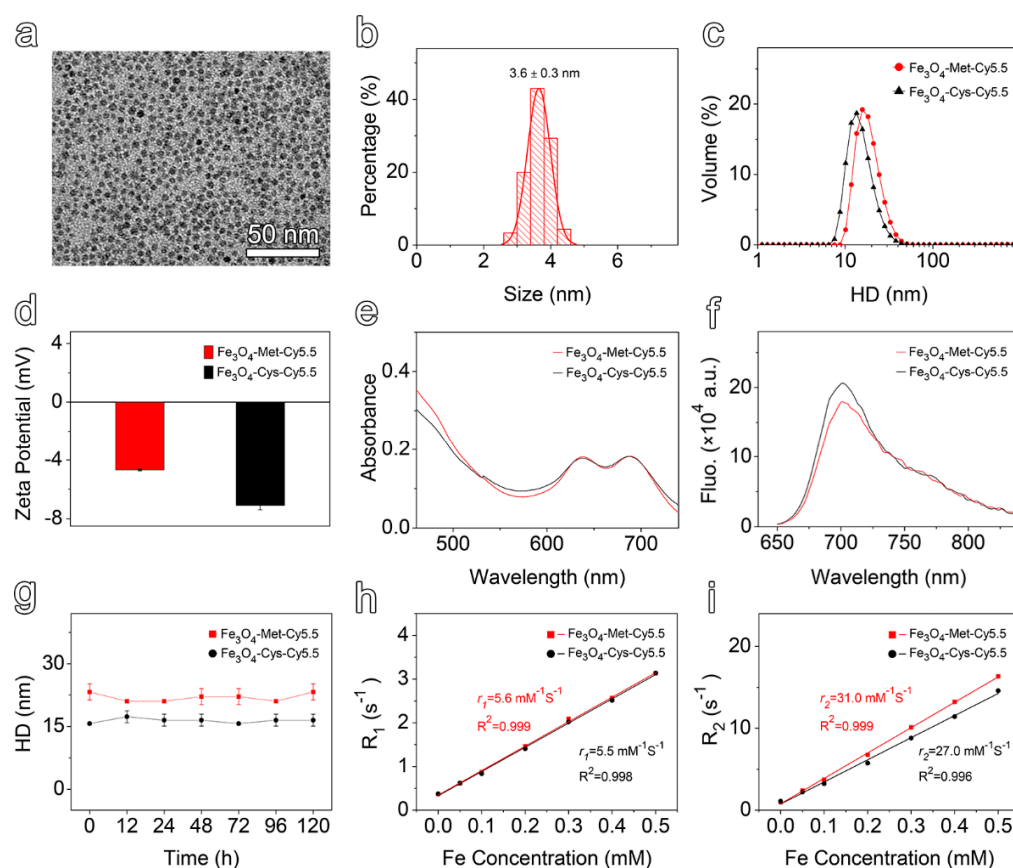 a
50 nm
b
3.6 ± 0.3 nm
Percentage (%)
40
20
0
0 2 4 6
Size (nm)
c
Fe₃O₄-Met-Cy5.5
Fe₃O₄-Cys-Cy5.5
Volume (%)
30
20
10
0
1 10 100
HD (nm)
d
Fe₃O₄-Met-Cy5.5
Fe₃O₄-Cys-Cy5.5
Zeta Potential (mV)
4
0
-4
-8
e
Fe₃O₄-Met-Cy5.5
Fe₃O₄-Cys-Cy5.5
Absorbance
0.4
0.2
0.0
500 600 700
Wavelength (nm)
f
Fe₃O₄-Met-Cy5.5
Fe₃O₄-Cys-Cy5.5
Fluo. (×10⁴ a.u.)
20
10
0
650 700 750 800
Wavelength (nm)
g
Fe₃O₄-Met-Cy5.5
Fe₃O₄-Cys-Cy5.5
HD (nm)
30
15
0
0 12 24 48 72 96 120
Time (h)
h
Fe₃O₄-Met-Cy5.5
Fe₃O₄-Cys-Cy5.5
R₁ (s⁻¹)
4
3
2
1
0
r₁=5.6 mM⁻¹S⁻¹
R²=0.999
r₁=5.5 mM⁻¹S⁻¹
R²=0.998
0.0 0.1 0.2 0.3 0.4 0.5
Fe Concentration (mM)
i
Fe₃O₄-Met-Cy5.5
Fe₃O₄-Cys-Cy5.5
R₂ (s⁻¹)
20
10
0
r₂=31.0 mM⁻¹S⁻¹
R²=0.999
r₂=27.0 mM⁻¹S⁻¹
R²=0.996
0.0 0.1 0.2 0.3 0.4 0.5
Fe Concentration (mM)